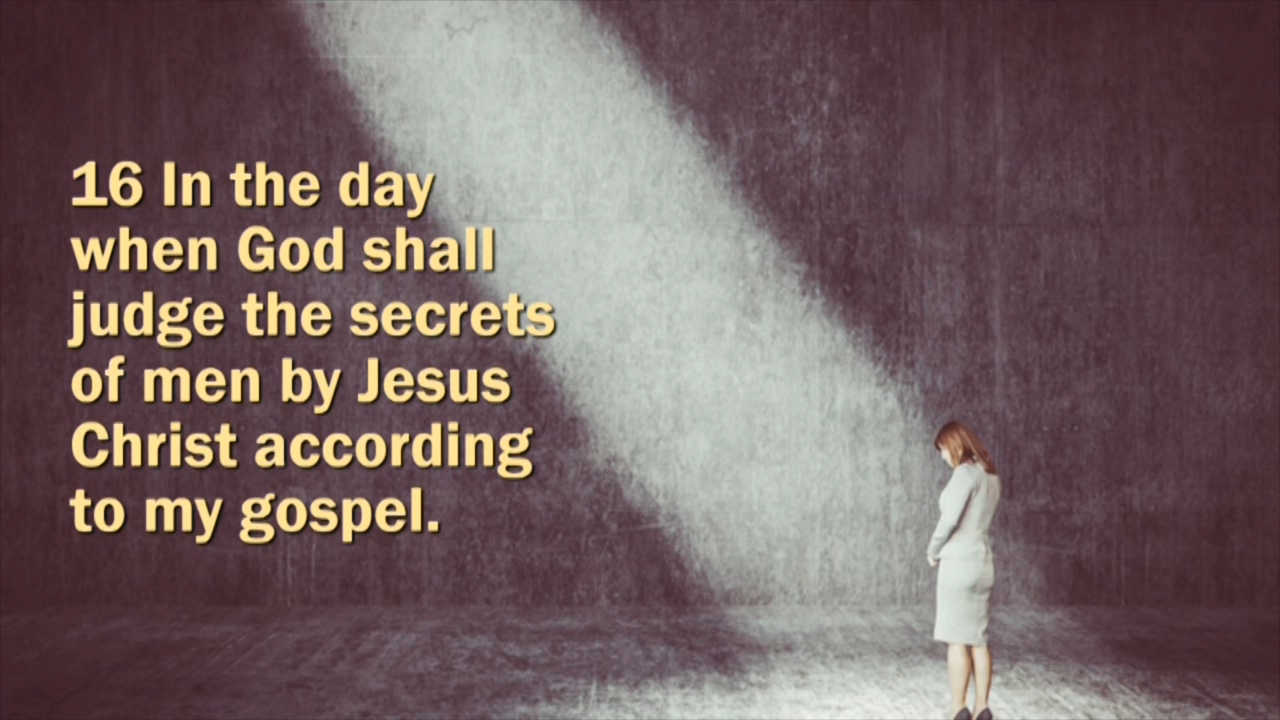 16 In the day
when God shall
judge the secrets
of men by Jesus
Christ according
to my gospel.